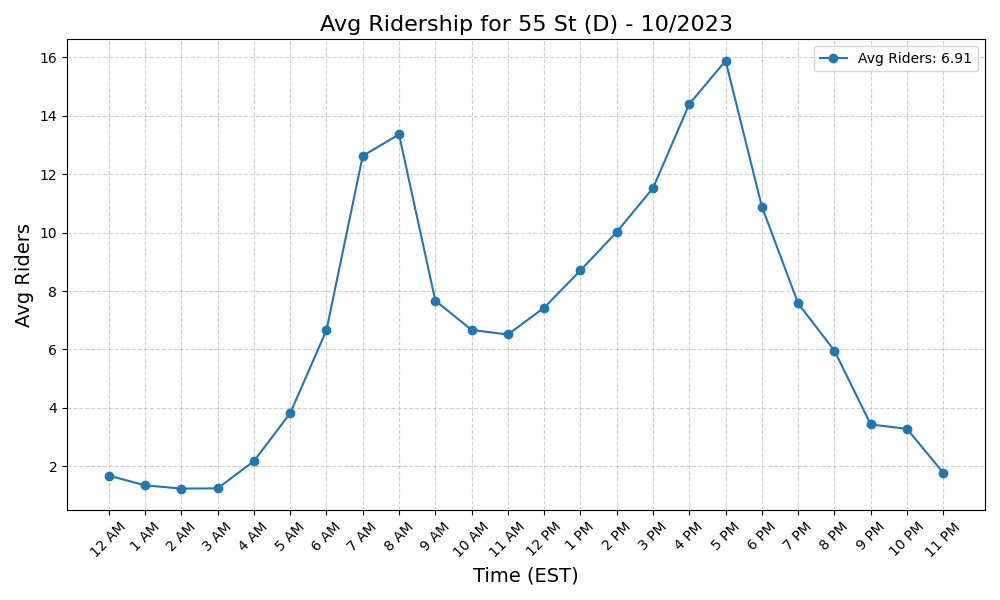 Avg Ridership for 55 St (D) - 10/2023
Avg Riders: 6.91
Avg Riders
16
14
12
10
8
6
4
2
12 AM
1 AM
2 AM
3 AM
4 AM
5 AM
6 AM
7 AM
8 AM
9 AM
10 AM
11 AM
12 PM
1 PM
2 PM
3 PM
4 PM
5 PM
6 PM
7 PM
8 PM
9 PM
10 PM
11 PM
Time (EST)